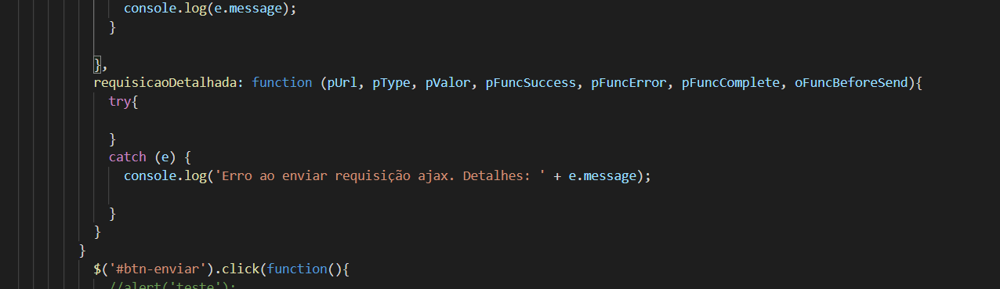 console.log(e.message);
}
},
requisicaoDetalhada: function (pUrl, pType, pValor, pFuncSuccess, pFuncError, pFuncComplete, oFuncBeforeSend){
try{
}
catch (e) {
console.log('Erro ao enviar requisição ajax. Detalhes: ' + e.message);
}
}
}
$('#btn-enviar').click(function(){
//alert('teste');